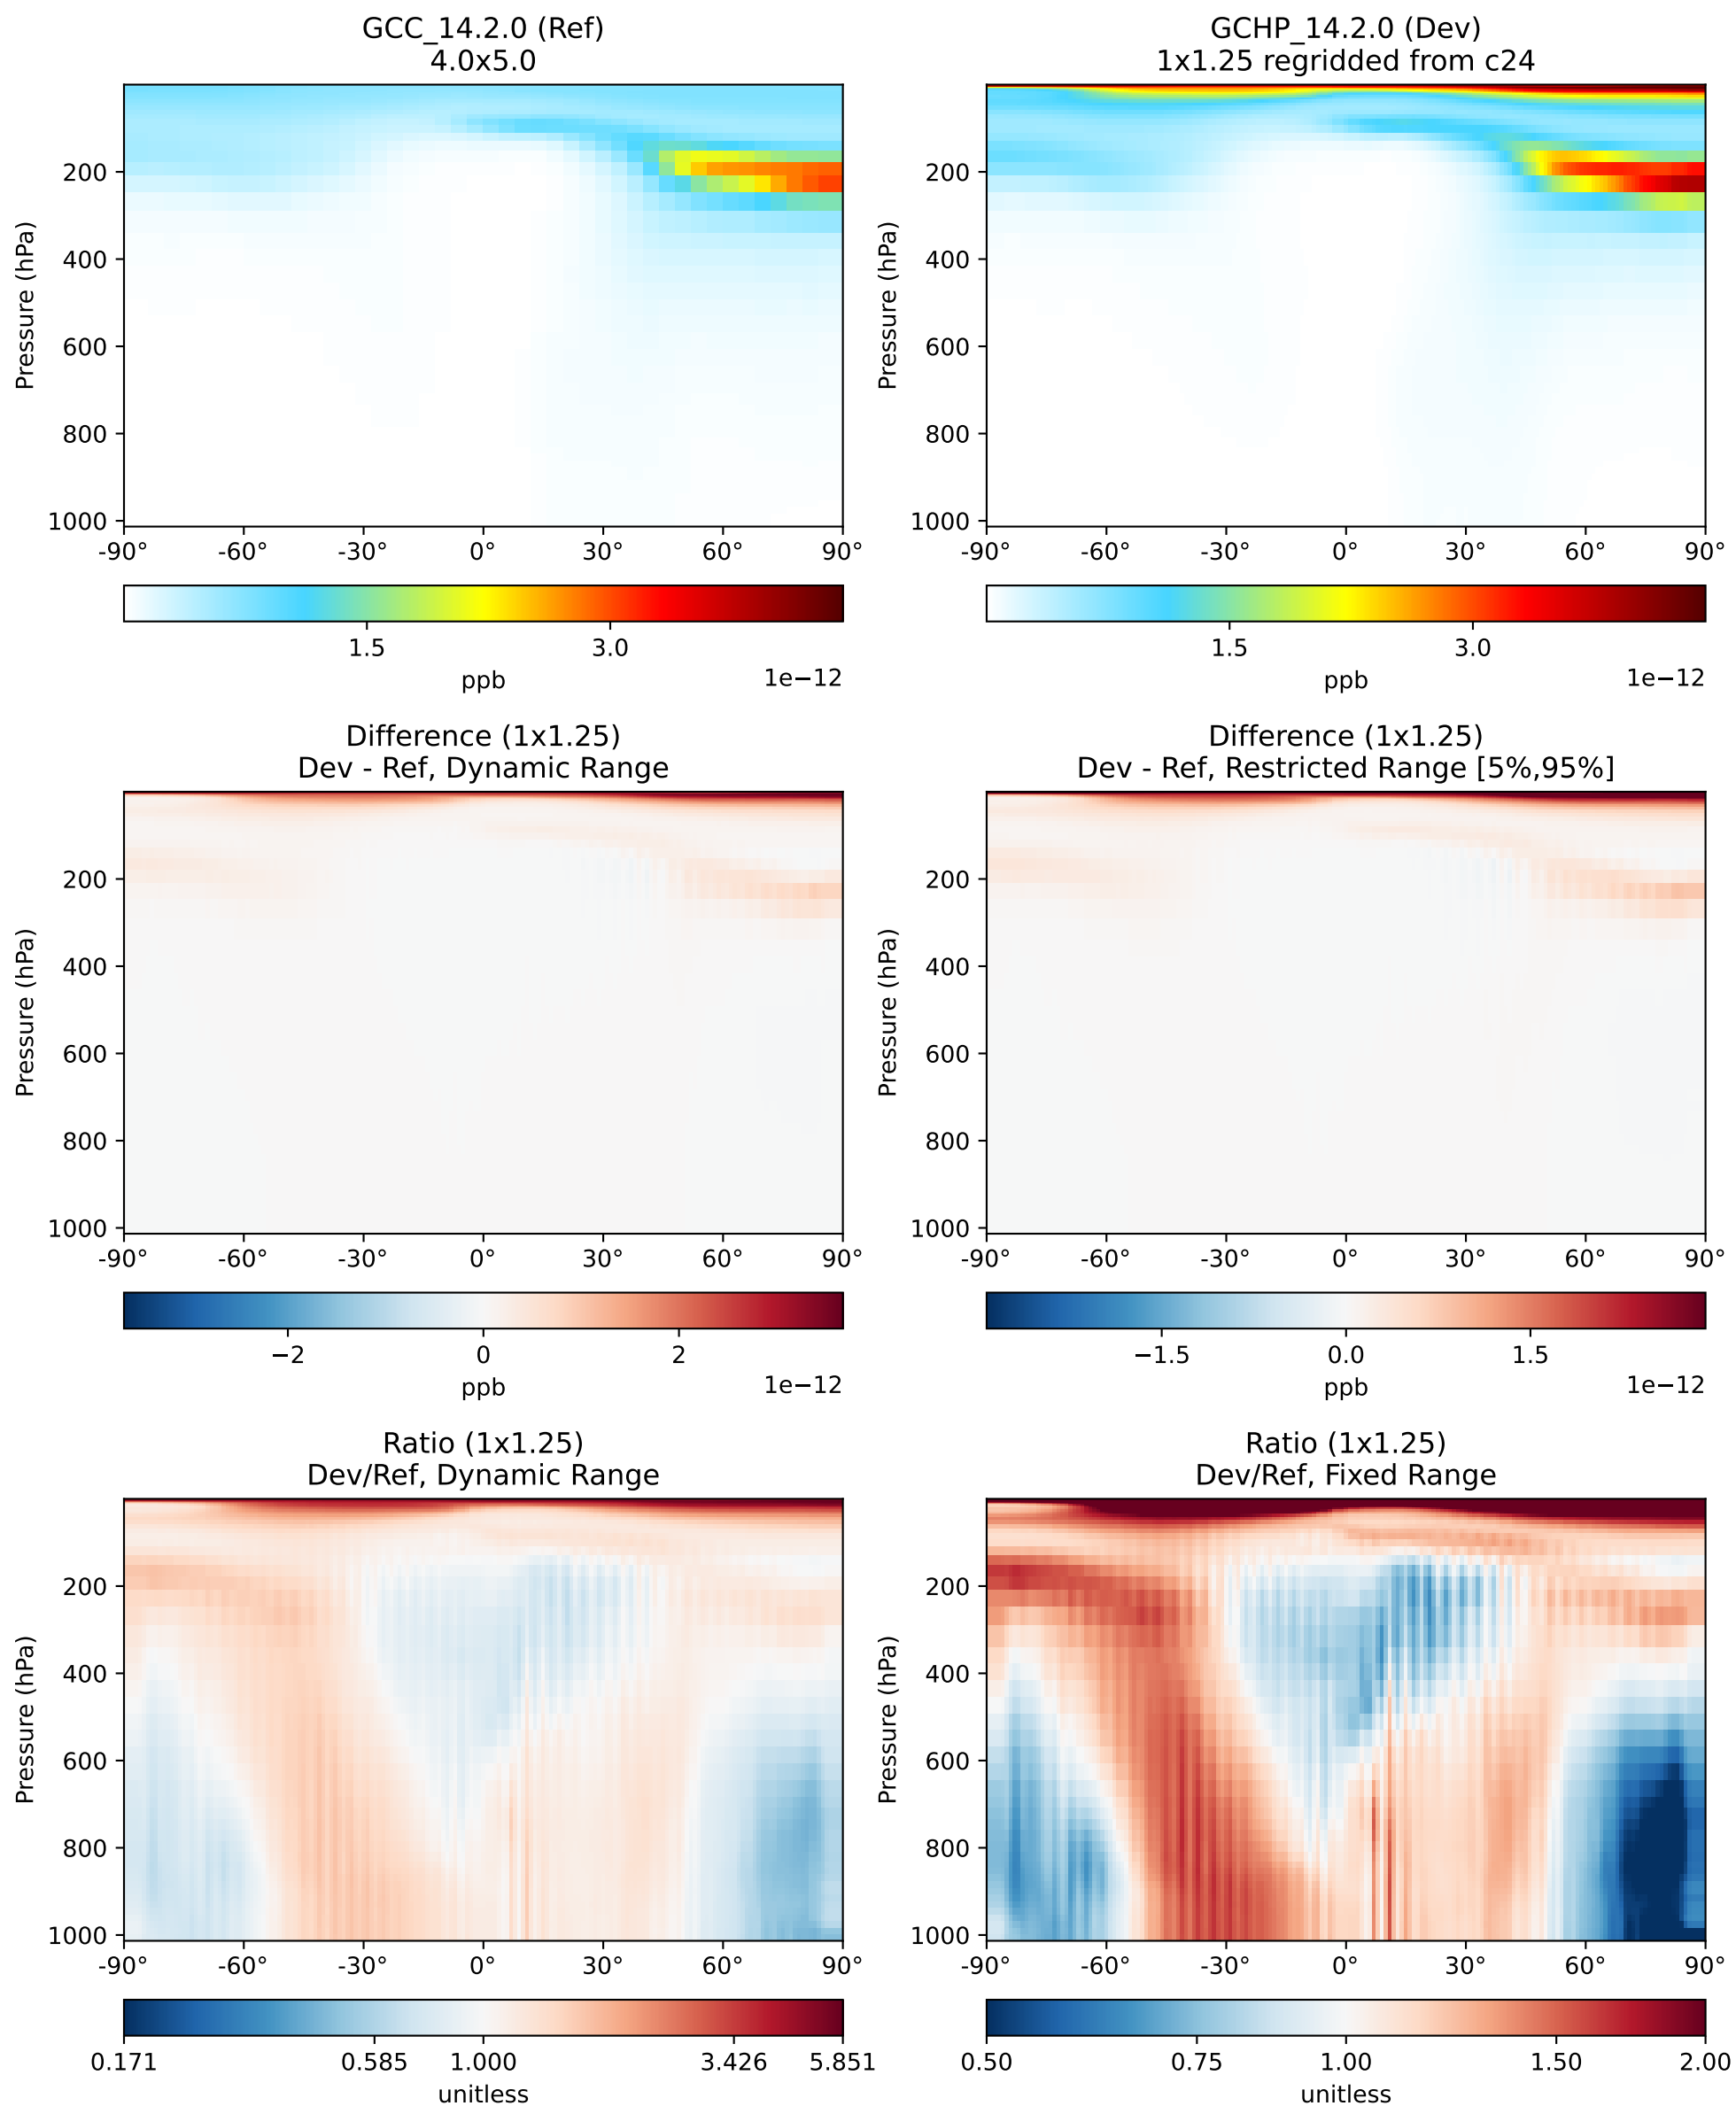 GCC_14.2.0 (Ref)
4.0x5.0
Pressure (hPa)
200
400
600
800
1000
-90° -60° -30° 0° 30° 60° 90°
1.5 3.0
ppb
1e−12
GCHP_14.2.0 (Dev)
1x1.25 regridded from c24
Pressure (hPa)
200
400
600
800
1000
-90° -60° -30° 0° 30° 60° 90°
1.5 3.0
ppb
1e−12
Difference (1x1.25)
Dev - Ref, Dynamic Range
Pressure (hPa)
200
400
600
800
1000
-90° -60° -30° 0° 30° 60° 90°
−2 0 2
ppb
1e−12
Difference (1x1.25)
Dev - Ref, Restricted Range [5%,95%]
Pressure (hPa)
200
400
600
800
1000
-90° -60° -30° 0° 30° 60° 90°
−1.5 0.0 1.5
ppb
1e−12
Ratio (1x1.25)
Dev/Ref, Dynamic Range
Pressure (hPa)
200
400
600
800
1000
-90° -60° -30° 0° 30° 60° 90°
0.171 0.585 1.000 3.426 5.851
unitless
Ratio (1x1.25)
Dev/Ref, Fixed Range
Pressure (hPa)
200
400
600
800
1000
-90° -60° -30° 0° 30° 60° 90°
0.50 0.75 1.00 1.50 2.00
unitless